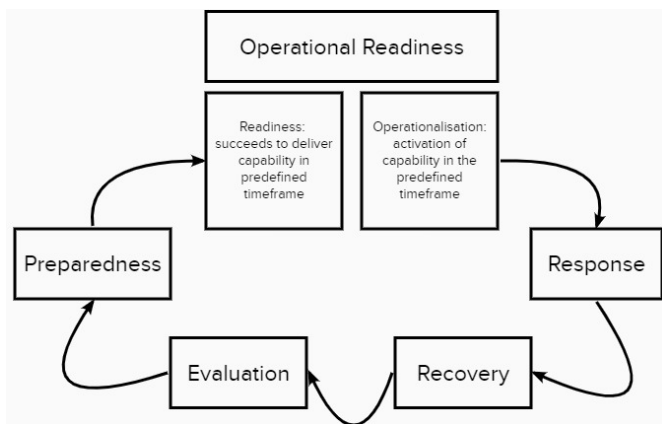 Operational Readiness
Readiness:
succeeds to deliver
capability in
predefined
timeframe
Operationalisation:
activation of
capability in the
predefined
timeframe
Preparedness
Response
Evaluation
Recovery